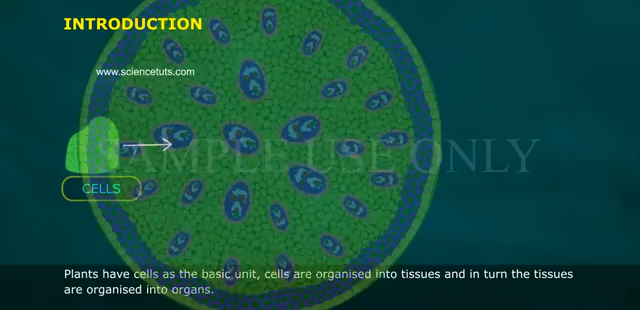 INTRODUCTION
www.sciencetuts.com
SAMPLE USE ONLY
CELLS
Plants have cells as the basic unit, cells are organised into tissues and in turn the tissues
are organised into organs.